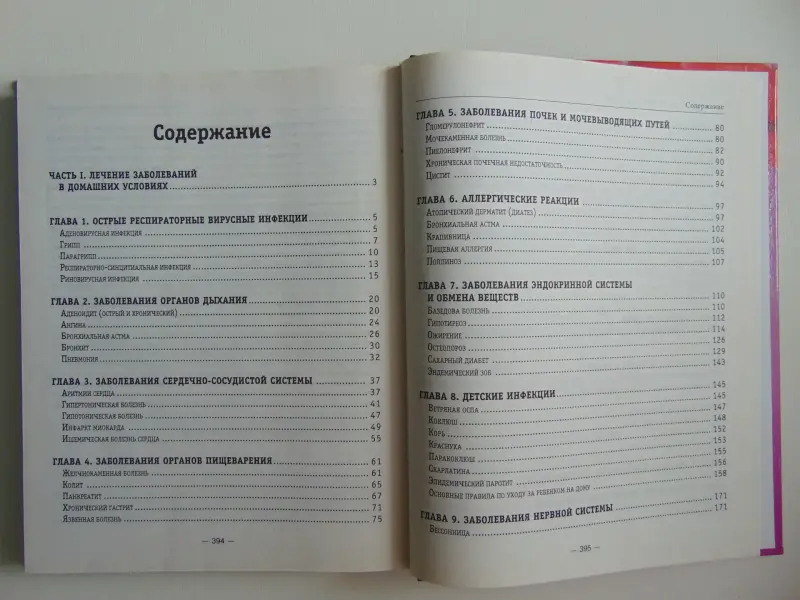 Содержание
ЧАСТЬ I. ЛЕЧЕНИЕ ЗАБОЛЕВАНИЙ
В ДОМАШНИХ УСЛОВИЯХ 3
ГЛАВА 1. ОСТРЫЕ РЕСПИРАТОРНЫЕ ВИРУСНЫЕ ИНФЕКЦИИ 5
Аденовирусная инфекция 5
Грипп 7
Парагрипп 10
Респираторно-синцитиальная инфекция 13
Риновирусная инфекция 15
ГЛАВА 2. ЗАБОЛЕВАНИЯ ОРГАНОВ ДЫХАНИЯ 20
Аденоидит (острый и хронический) 20
Ангина 24
Бронхиальная астма 26
Бронхит 30
Пневмония 32
ГЛАВА 3. ЗАБОЛЕВАНИЯ СЕРДЕЧНО-СОСУДИСТОЙ СИСТЕМЫ 37
Аритмии сердца 37
Гипертоническая болезнь 41
Гипотоническая болезнь 47
Инфаркт миокарда 49
Ишемическая болезнь сердца 55
ГЛАВА 4. ЗАБОЛЕВАНИЯ ОРГАНОВ ПИЩЕВАРЕНИЯ 61
Желчнокаменная болезнь 61
Колит 65
Панкреатит 67
Хронический гастрит 71
Язвенная болезнь 75
— 394 —
Содержание
ГЛАВА 5. ЗАБОЛЕВАНИЯ ПОЧЕК И МОЧЕВЫВОДЯЩИХ ПУТЕЙ 80
Гломерулонефрит 80
Мочекаменная болезнь 82
Пиелонефрит 90
Хроническая почечная недостаточность 92
Цистит 94
ГЛАВА 6. АЛЛЕРГИЧЕСКИЕ РЕАКЦИИ 97
Атопический дерматит (диатез) 97
Бронхиальная астма 102
Крапивница 104
Пищевая аллергия 105
Поллиноз 107
ГЛАВА 7. ЗАБОЛЕВАНИЯ ЭНДОКРИННОЙ СИСТЕМЫ
И ОБМЕНА ВЕЩЕСТВ 110
Базедова болезнь 110
Гипотиреоз 112
Ожирение 114
Остеопороз 126
Сахарный диабет 129
Эндемический зоб 143
ГЛАВА 8. ДЕТСКИЕ ИНФЕКЦИИ 145
Ветряная оспа 145
Коклюш 147
Корь 148
Краснуха 152
Паракоклюш 153
Скарлатина 155
Эпидемический паротит 156
Основные правила по уходу за ребенком на дому 158
ГЛАВА 9. ЗАБОЛЕВАНИЯ НЕРВНОЙ СИСТЕМЫ 171
Бессонница 171
— 395 —